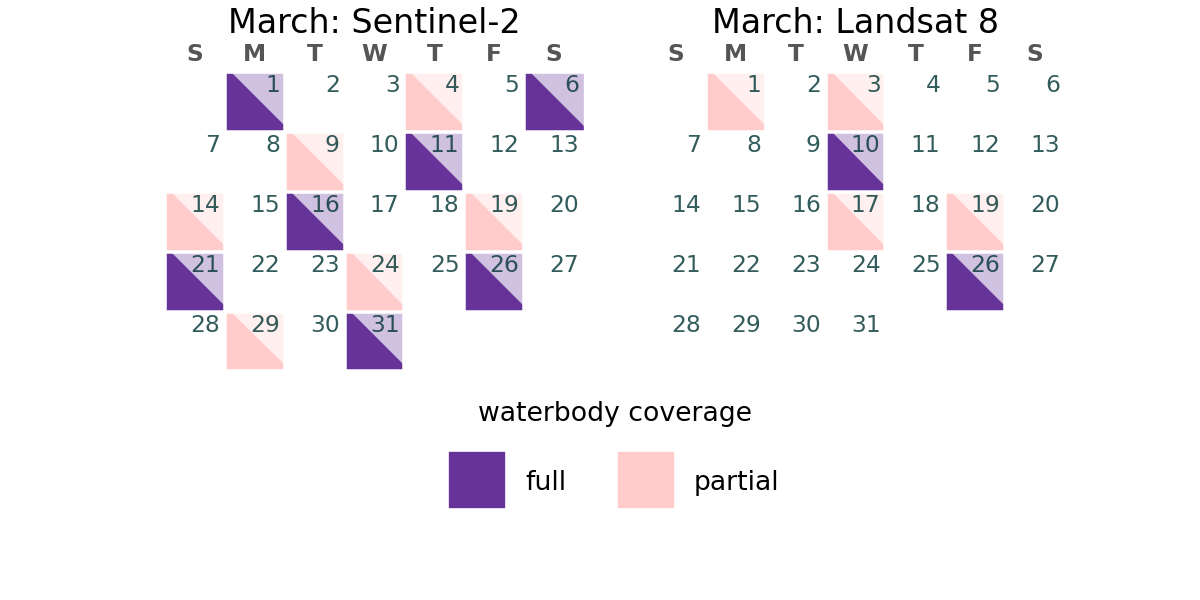 March: Sentinel-2
S M T W T F S
1 2 3 4 5 6
7 8 9 10 11 12 13
14 15 16 17 18 19 20
21 22 23 24 25 26 27
28 29 30 31
March: Landsat 8
S M T W T F S
1 2 3 4 5 6
7 8 9 10 11 12 13
14 15 16 17 18 19 20
21 22 23 24 25 26 27
28 29 30 31
waterbody coverage
full
partial